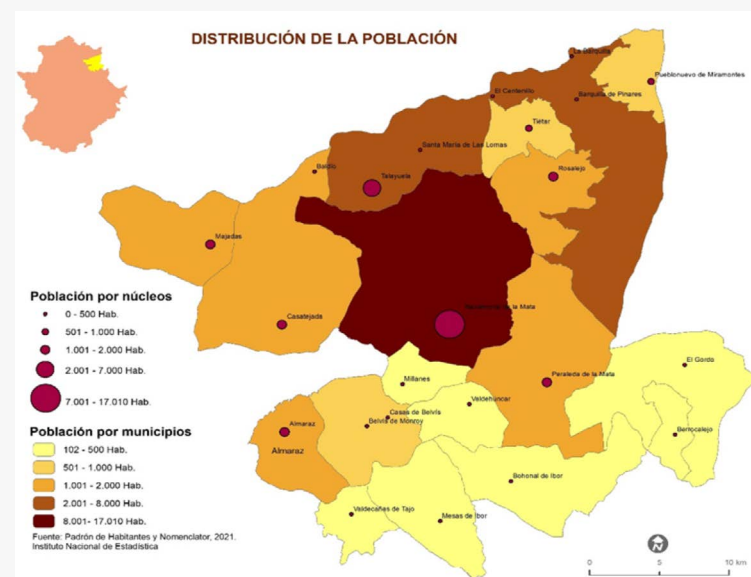 DISTRIBUCIÓN DE LA POBLACIÓN
La Barquilla
Pueblonuevo de Miramontes
El Centenillo
Barquilla de Pinares
Tiétar
Santa María de Las Lomas
Rosalejo
Baldío
Talayuela
Majadas
Casatejada
de la Mata
Peraleda de la Mata
El Gordo
Millanes
Valdehúncar
Casas de Belvís
Belvís de Monroy
Berrocalejo
Almaraz
Almaraz
Bohonal de Ibor
Valdecañas de Tajo
Mesas de Ibor
Población por núcleos
0 - 500 Hab.
501 - 1.000 Hab.
1.001 - 2.000 Hab.
2.001 - 7.000 Hab.
7.001 - 17.010 Hab.
Población por municipios
102 - 500 Hab.
501 - 1.000 Hab.
1.001 - 2.000 Hab.
2.001 - 8.000 Hab.
8.001 - 17.010 Hab.
Fuente: Padrón de Habitantes y Nomenclator, 2021.
Instituto Nacional de Estadística
N
0 5 10 km